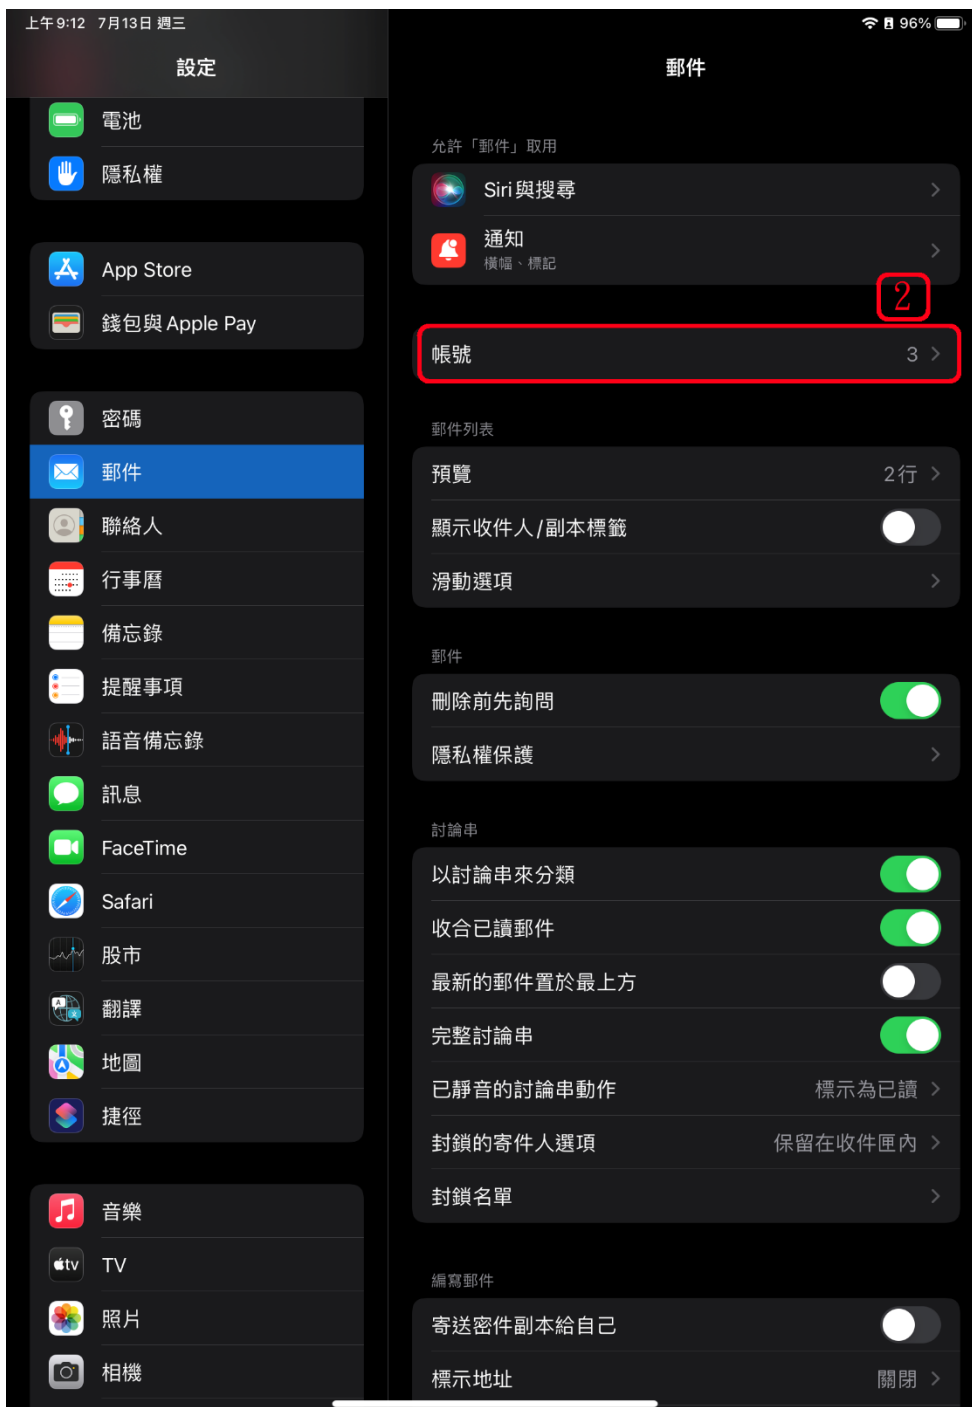 上午9:12 7月13日 週三
96%
設定
電池
隱私權
App Store
錢包與 Apple Pay
密碼
郵件
聯絡人
行事曆
備忘錄
提醒事項
語音備忘錄
訊息
FaceTime
Safari
股市
翻譯
地圖
捷徑
音樂
tv
TV
照片
相機
郵件
允許「郵件」取用
Siri 與搜尋
通知
橫幅、標記
2
帳號 3
郵件列表
預覽 2 行
顯示收件人/副本標籤
滑動選項
郵件
刪除前先詢問
隱私權保護
討論串
以討論串來分類
收合已讀郵件
最新的郵件置於最上方
完整討論串
已靜音的討論串動作 標示為已讀
封鎖的寄件人選項 保留在收件匣內
封鎖名單
編寫郵件
寄送密件副本給自己
標示地址 關閉